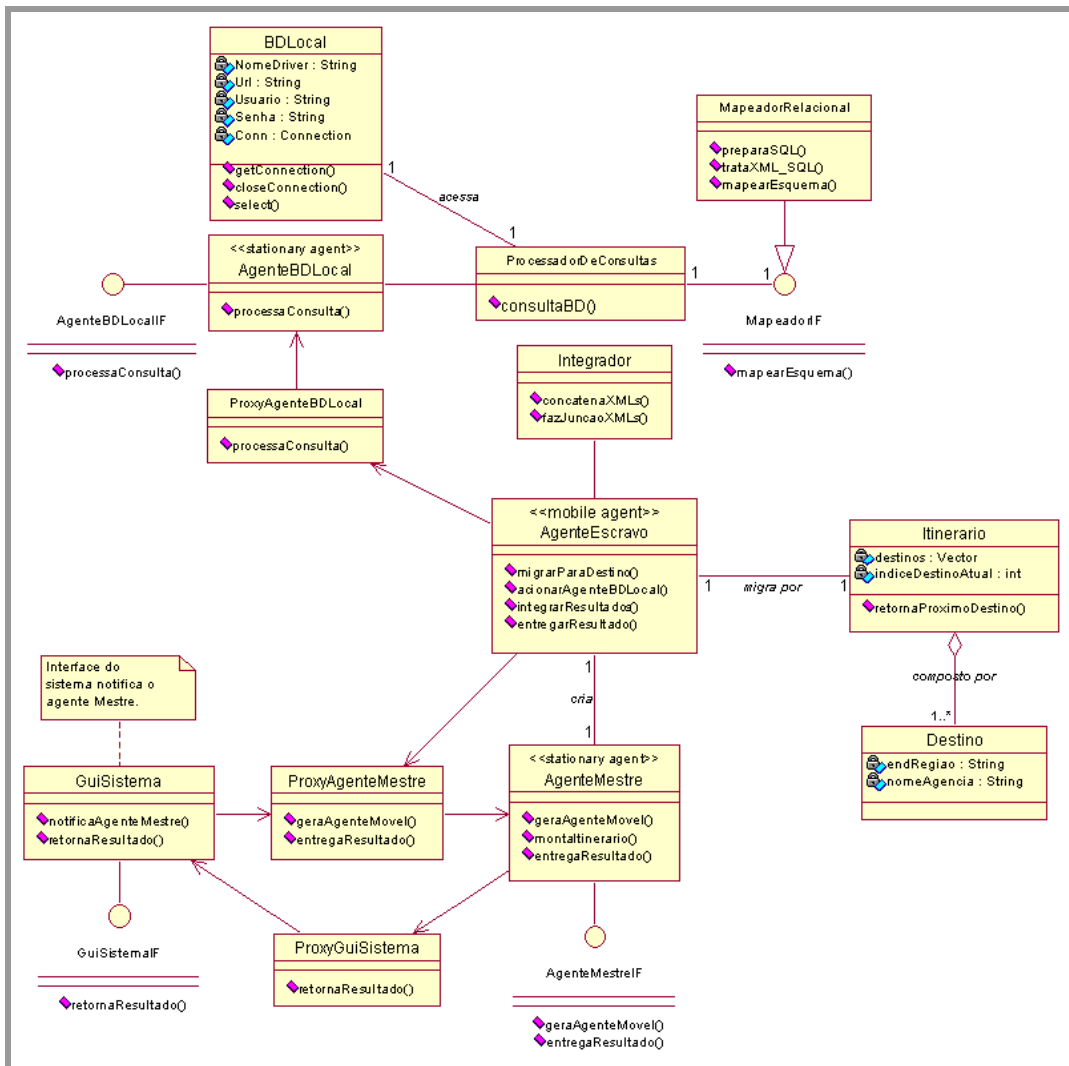 BDLocal
NomeDriver : String
Url : String
Usuario : String
Senha : String
Conn : Connection
getConnection()
closeConnection()
select()
MapeadorRelacional
preparaSQL()
trataXML_SQL()
mapearEsquema()
1
acessa
1
<<stationary agent>>
AgenteBDLocal
processaConsulta()
ProcessadorDeConsultas
consultaBD()
1
1
AgenteBDLocalIF
processaConsulta()
MapeadorIF
mapearEsquema()
Integrador
concatenaXMLs()
fazJuncaoXMLs()
ProxyAgenteBDLocal
processaConsulta()
<<mobile agent>>
AgenteEscravo
migrarParaDestino()
acionarAgenteBDLocal()
integrarResultados()
entregarResultado()
1
migra por
1
Itinerario
destinos : Vector
indiceDestinoAtual : int
retornaProximoDestino()
composto por
1..*
Destino
endRegiao : String
nomeAgencia : String
1
cria
1
Interface do
sistema notifica o
agente Mestre.
GuiSistema
notificaAgenteMestre()
retornaResultado()
ProxyAgenteMestre
geraAgenteMovel()
entregaResultado()
<<stationary agent>>
AgenteMestre
geraAgenteMovel()
montaItinerario()
entregaResultado()
GuiSistemaIF
retornaResultado()
ProxyGuiSistema
retornaResultado()
AgenteMestreIF
geraAgenteMovel()
entregaResultado()